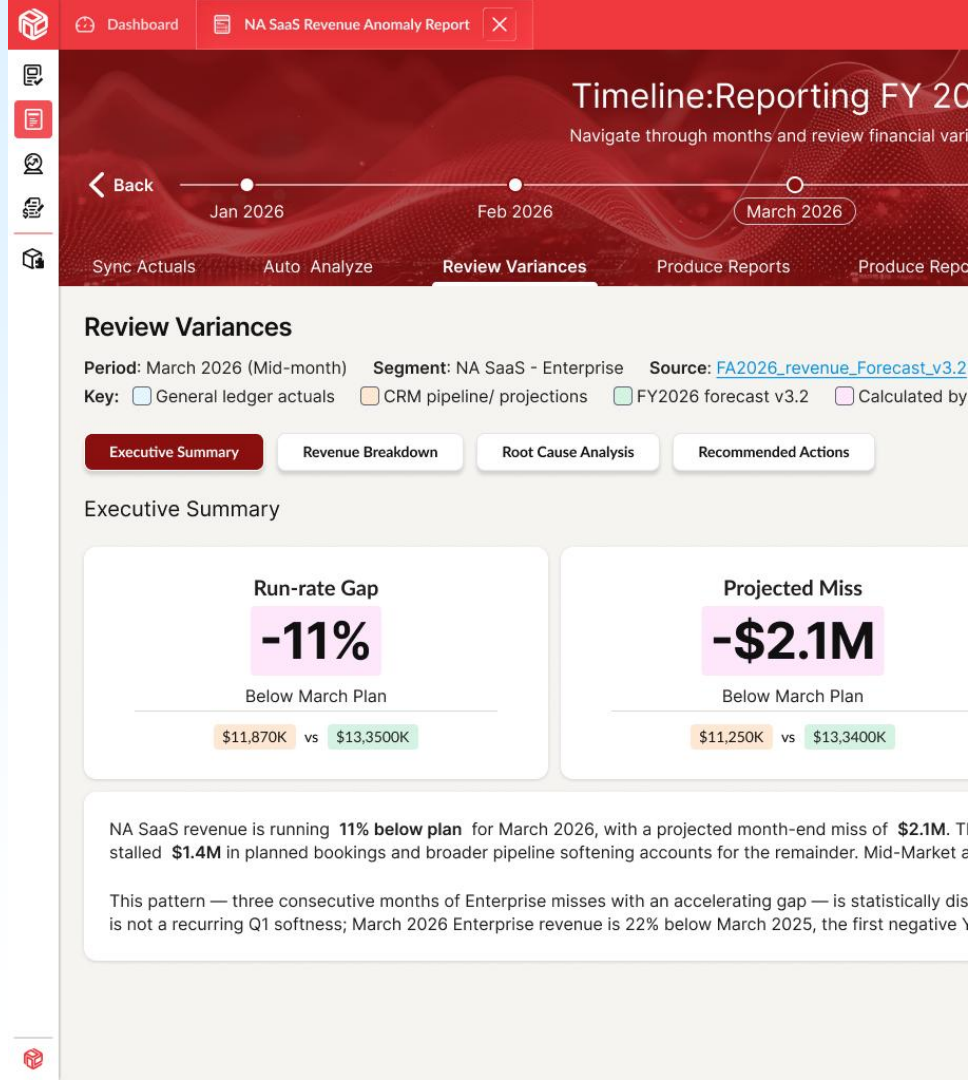 Dashboard NA SaaS Revenue Anomaly Report
Timeline:Reporting FY
Navigate through months and review financial
Back
Jan 2026 Feb 2026 March 2026
Sync Actuals Auto Analyze Review Variances Produce Reports Produce
Review Variances
Period: March 2026 (Mid-month) Segment: NA SaaS - Enterprise Source: FA2026_revenue_Forecast_v3.2
Key: General ledger actuals CRM pipeline/ projections FY2026 forecast v3.2 Calculated by
Executive Summary Revenue Breakdown Root Cause Analysis Recommended Actions
Executive Summary
Run-rate Gap
-11%
Below March Plan
$11,870K vs $13,3500K
Projected Miss
-$2.1M
Below March Plan
$11,250K vs $13,3400K
NA SaaS revenue is running 11% below plan for March 2026, with a projected month-end miss of $2.1M.
stalled $1.4M in planned bookings and broader pipeline softening accounts for the remainder. Mid-Market
This pattern — three consecutive months of Enterprise misses with an accelerating gap — is statistically
is not a recurring Q1 softness; March 2026 Enterprise revenue is 22% below March 2025, the first negative